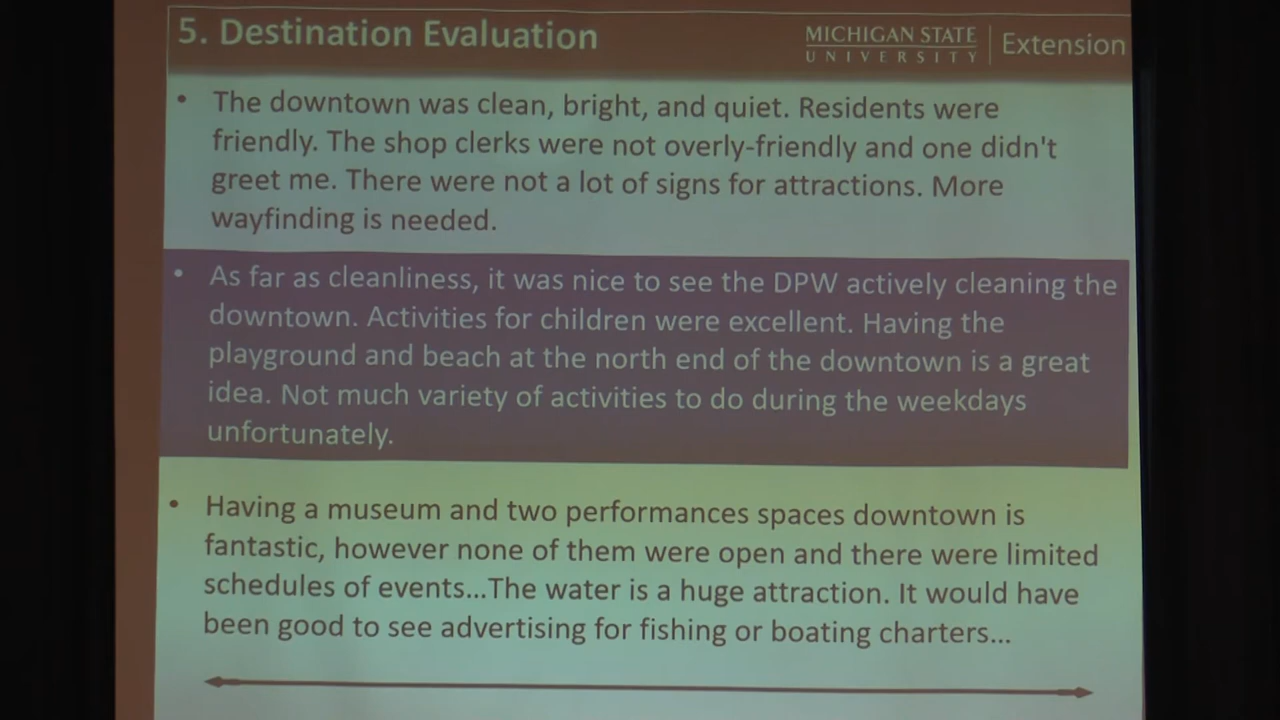 5. Destination Evaluation
MICHIGAN STATE
UNIVERSITY
Extension
• The downtown was clean, bright, and quiet. Residents were
friendly. The shop clerks were not overly-friendly and one didn't
greet me. There were not a lot of signs for attractions. More
wayfinding is needed.
• As far as cleanliness, it was nice to see the DPW actively cleaning the
downtown. Activities for children were excellent. Having the
playground and beach at the north end of the downtown is a great
idea. Not much variety of activities to do during the weekdays
unfortunately.
• Having a museum and two performances spaces downtown is
fantastic, however none of them were open and there were limited
schedules of events...The water is a huge attraction. It would have
been good to see advertising for fishing or boating charters...